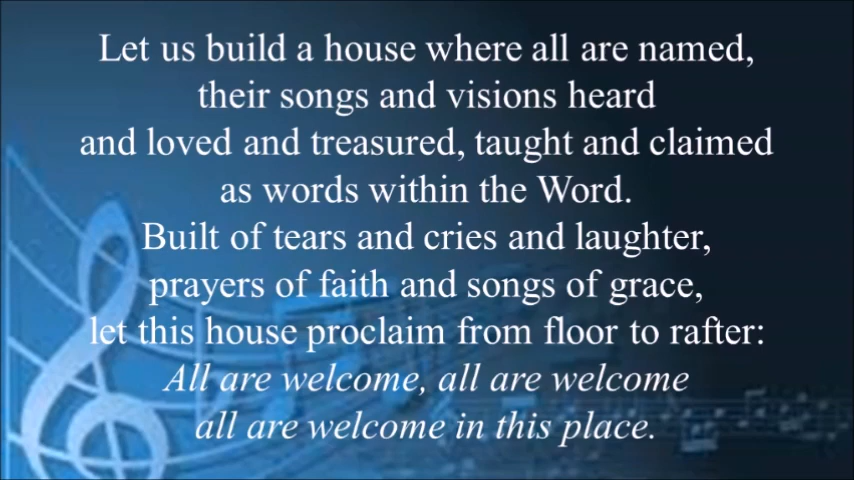 Let us build a house where all are named,
their songs and visions heard
and loved and treasured, taught and claimed
as words within the Word.
Built of tears and cries and laughter,
prayers of faith and songs of grace,
let this house proclaim from floor to rafter:
All are welcome, all are welcome
all are welcome in this place.